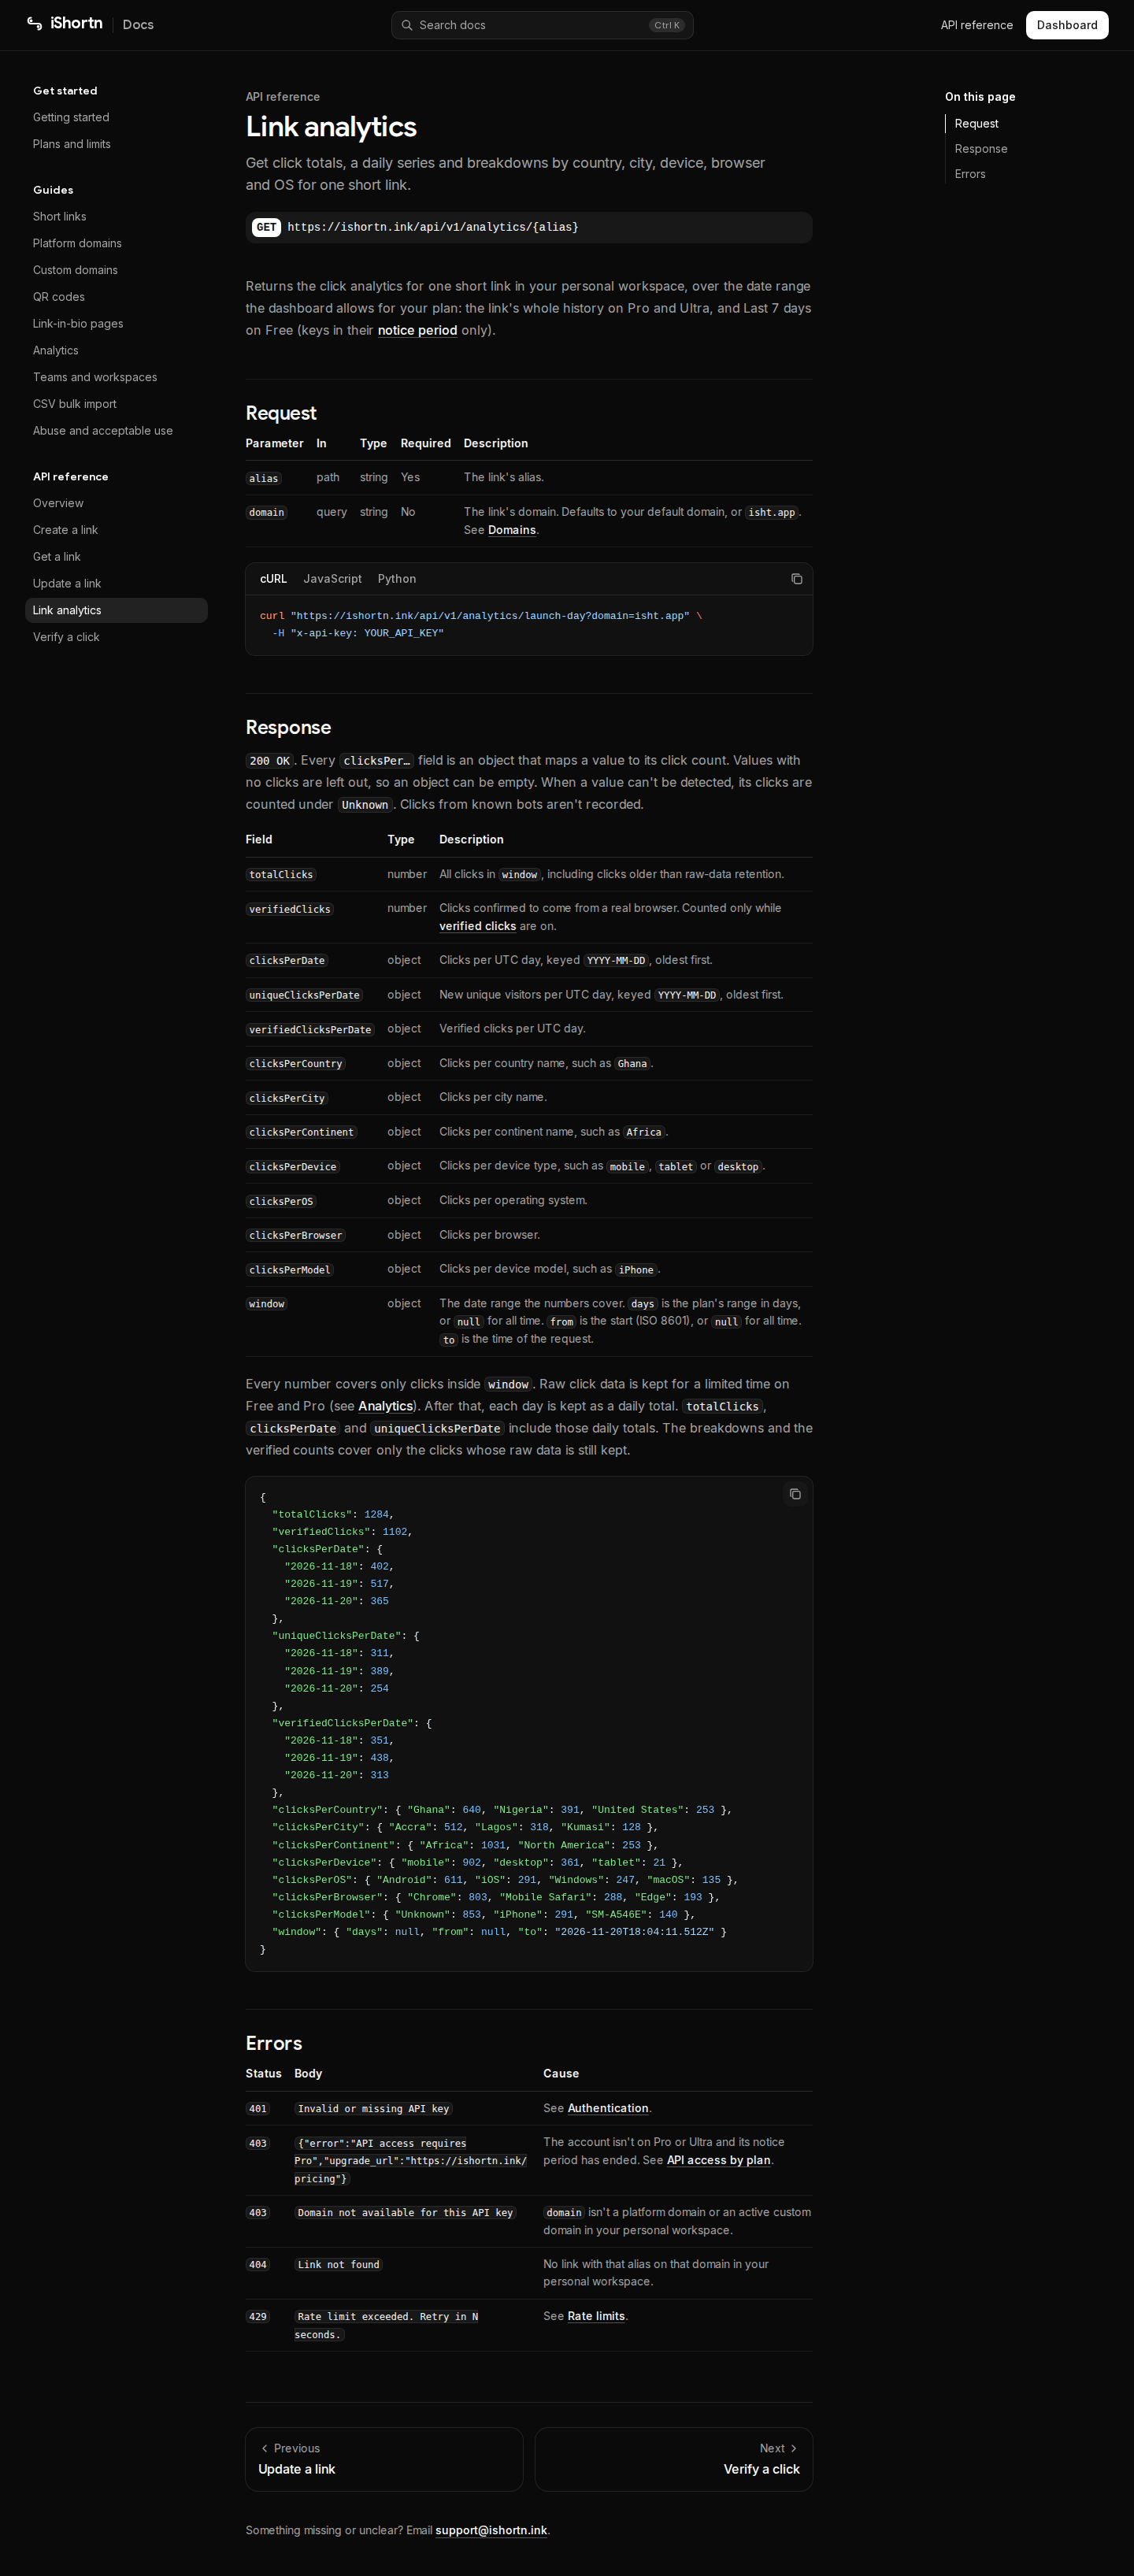 iShortn
Docs
Search docs
Ctrl K
API reference
Dashboard
Get started
Getting started
Plans and limits
Guides
Short links
Platform domains
Custom domains
QR codes
Link-in-bio pages
Analytics
Teams and workspaces
CSV bulk import
Abuse and acceptable use
API reference
Overview
Create a link
Get a link
Update a link
Link analytics
Verify a click
API reference
Link analytics
Get click totals, a daily series and breakdowns by country, city, device, browser
and OS for one short link.
GET https://ishortn.ink/api/v1/analytics/{alias}
Returns the click analytics for one short link in your personal workspace, over the date range
the dashboard allows for your plan: the link's whole history on Pro and Ultra, and Last 7 days
on Free (keys in their notice period only).
Request
Parameter In Type Required Description
alias path string Yes The link's alias.
domain query string No The link's domain. Defaults to your default domain, or isht.app.
See Domains.
cURL JavaScript Python
curl "https://ishortn.ink/api/v1/analytics/launch-day?domain=isht.app" \
-H "x-api-key: YOUR_API_KEY"
Response
200 OK. Every clicksPer… field is an object that maps a value to its click count. Values with
no clicks are left out, so an object can be empty. When a value can't be detected, its clicks are
counted under Unknown. Clicks from known bots aren't recorded.
Field Type Description
totalClicks number All clicks in window, including clicks older than raw-data retention.
verifiedClicks number Clicks confirmed to come from a real browser. Counted only while
verified clicks are on.
clicksPerDate object Clicks per UTC day, keyed YYYY-MM-DD, oldest first.
uniqueClicksPerDate object New unique visitors per UTC day, keyed YYYY-MM-DD, oldest first.
verifiedClicksPerDate object Verified clicks per UTC day.
clicksPerCountry object Clicks per country name, such as Ghana.
clicksPerCity object Clicks per city name.
clicksPerContinent object Clicks per continent name, such as Africa.
clicksPerDevice object Clicks per device type, such as mobile, tablet or desktop.
clicksPerOS object Clicks per operating system.
clicksPerBrowser object Clicks per browser.
clicksPerModel object Clicks per device model, such as iPhone.
window object The date range the numbers cover. days is the plan's range in days,
or null for all time. from is the start (ISO 8601), or null for all time.
to is the time of the request.
Every number covers only clicks inside window. Raw click data is kept for a limited time on
Free and Pro (see Analytics). After that, each day is kept as a daily total. totalClicks,
clicksPerDate and uniqueClicksPerDate include those daily totals. The breakdowns and the
verified counts cover only the clicks whose raw data is still kept.
{
"totalClicks": 1284,
"verifiedClicks": 1102,
"clicksPerDate": {
"2026-11-18": 402,
"2026-11-19": 517,
"2026-11-20": 365
},
"uniqueClicksPerDate": {
"2026-11-18": 311,
"2026-11-19": 389,
"2026-11-20": 254
},
"verifiedClicksPerDate": {
"2026-11-18": 351,
"2026-11-19": 438,
"2026-11-20": 313
},
"clicksPerCountry": { "Ghana": 640, "Nigeria": 391, "United States": 253 },
"clicksPerCity": { "Accra": 512, "Lagos": 318, "Kumasi": 128 },
"clicksPerContinent": { "Africa": 1031, "North America": 253 },
"clicksPerDevice": { "mobile": 902, "desktop": 361, "tablet": 21 },
"clicksPerOS": { "Android": 611, "iOS": 291, "Windows": 247, "macOS": 135 },
"clicksPerBrowser": { "Chrome": 803, "Mobile Safari": 288, "Edge": 193 },
"clicksPerModel": { "Unknown": 853, "iPhone": 291, "SM-A546E": 140 },
"window": { "days": null, "from": null, "to": "2026-11-20T18:04:11.512Z" }
}
Errors
Status Body Cause
401 Invalid or missing API key See Authentication.
403 {"error":"API access requires
Pro","upgrade_url":"https://ishortn.ink/
pricing"}
The account isn't on Pro or Ultra and its notice
period has ended. See API access by plan.
403 Domain not available for this API key domain isn't a platform domain or an active custom
domain in your personal workspace.
404 Link not found No link with that alias on that domain in your
personal workspace.
429 Rate limit exceeded. Retry in N
seconds.
See Rate limits.
Previous
Update a link
Next
Verify a click
Something missing or unclear? Email support@ishortn.ink.
On this page
Request
Response
Errors